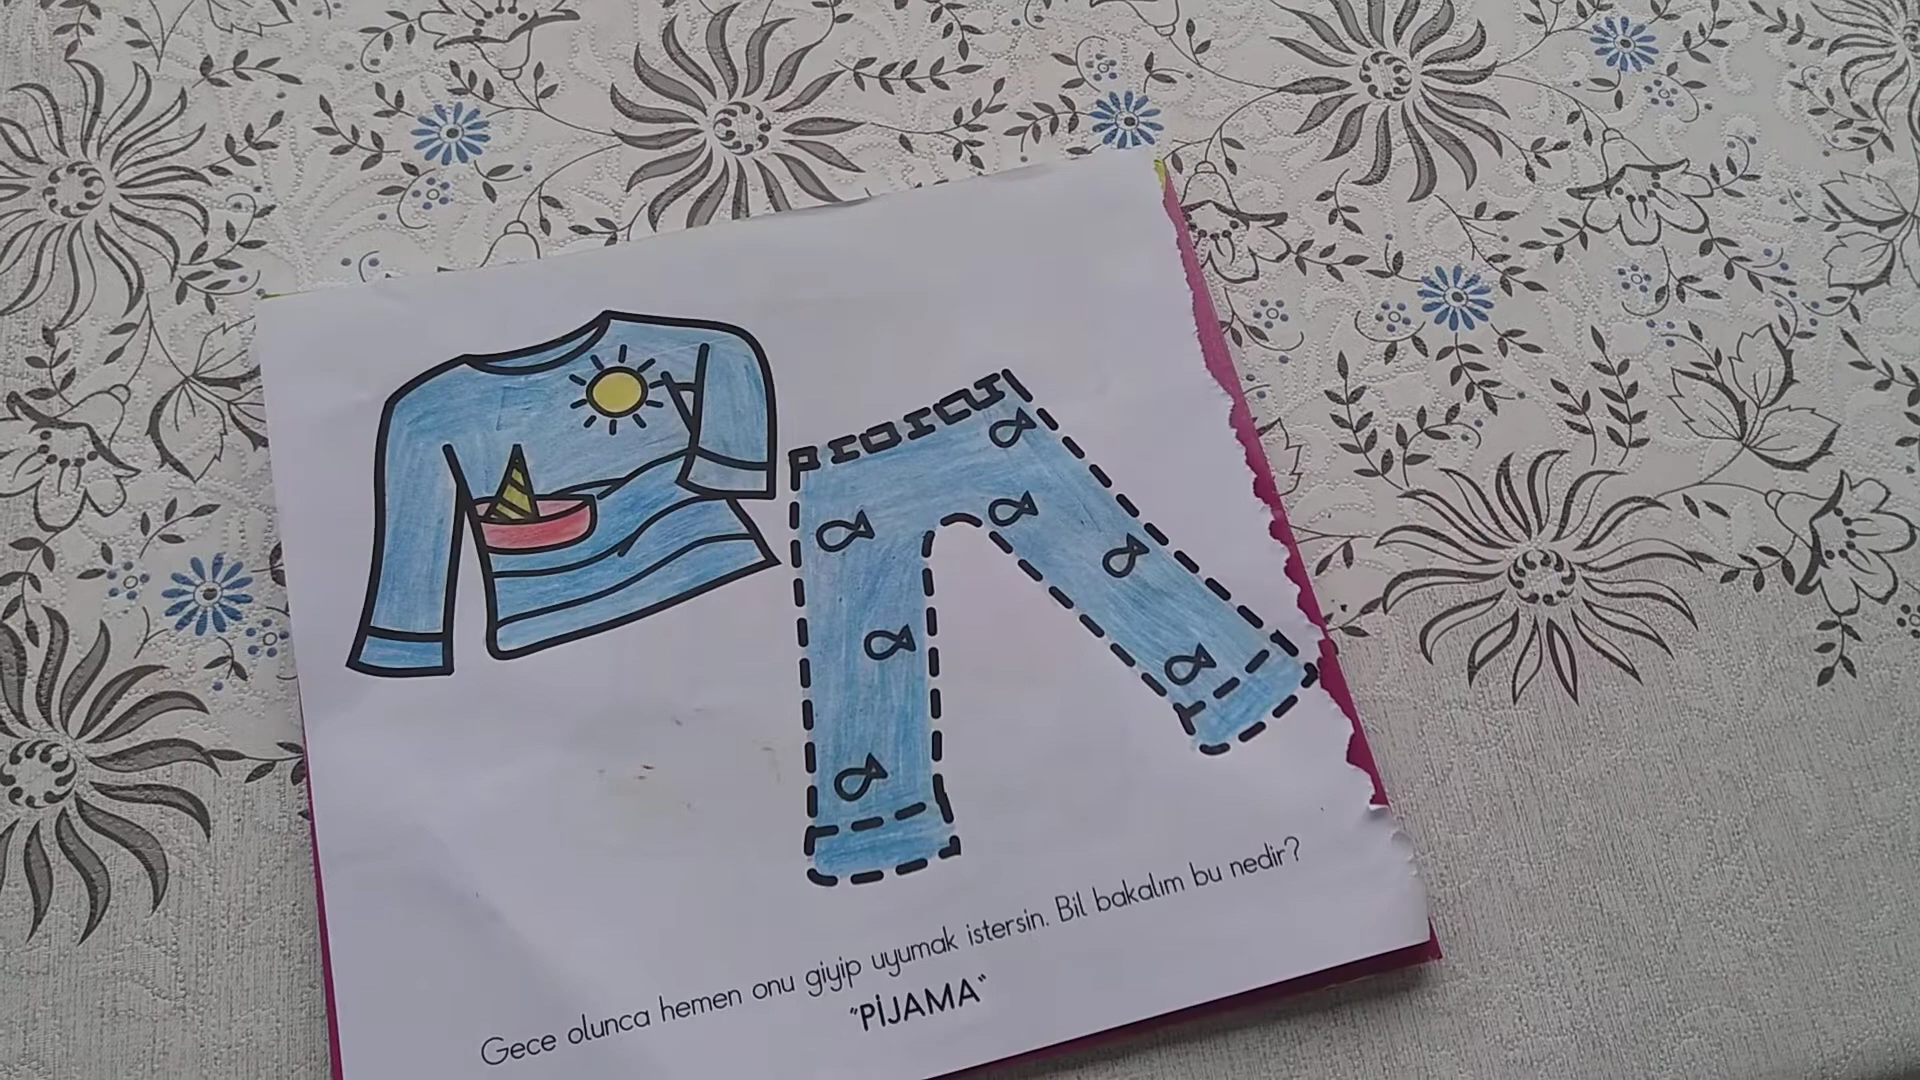 Gece olunca hemen onu giyip uyumak istersin. Bil bakalım bu nedir?
"PİJAMA"